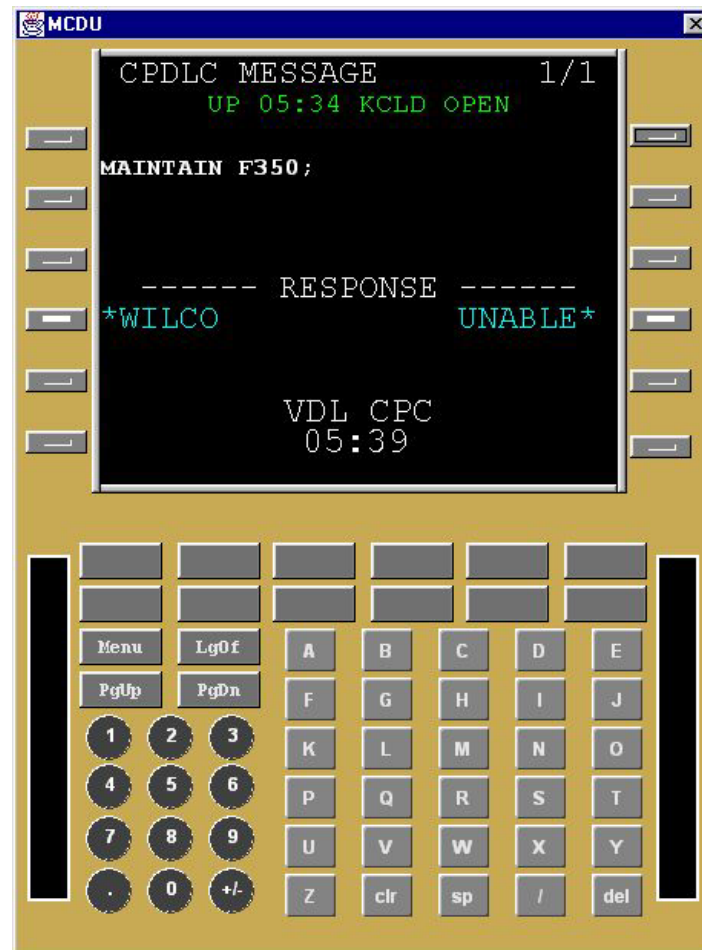 MCDU
CPDLC MESSAGE 1/1
UP 05:34 KCLD OPEN
MAINTAIN F350;
------ RESPONSE ------
*WILCO UNABLE*
VDL CPC
05:39
Menu LgOf A B C D E
PgUp PgDn F G H I J
1 2 3 K L M N O
4 5 6 P Q R S T
7 8 9 U V W X Y
. 0 +/- Z clr sp / del